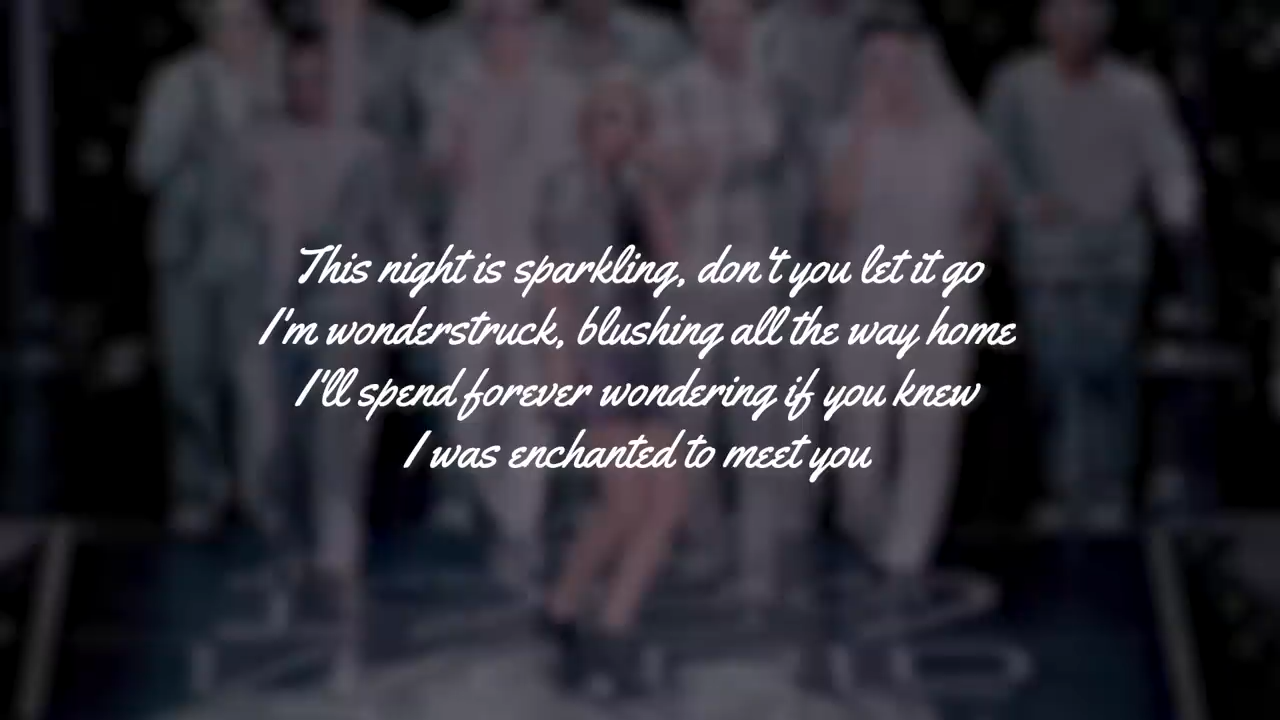 This night is sparkling, don't you let it go
I'm wonderstruck, blushing all the way home
I'll spend forever wondering if you knew
I was enchanted to meet you